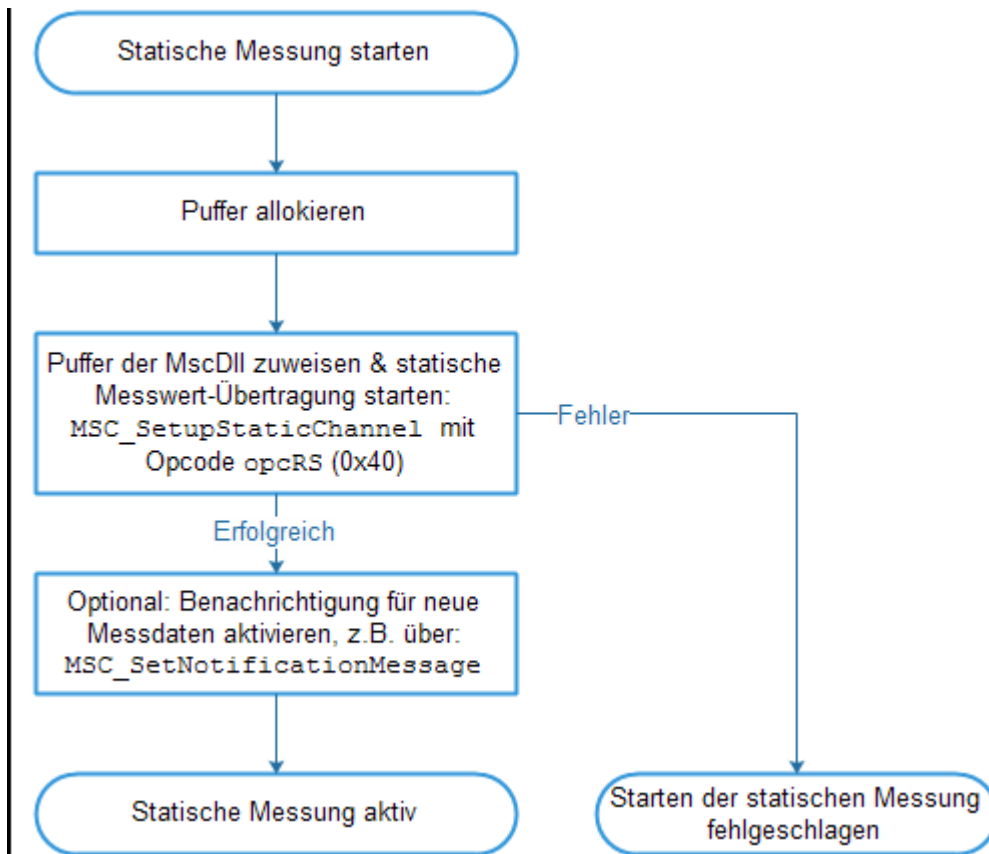 Statische Messung starten
Puffer allokieren
Puffer der MscDll zuweisen & statische
Messwert-Übertragung starten:
MSC_SetupStaticChannel mit
Opcode opcRS (0x40)
Fehler
Erfolgreich
Optional: Benachrichtigung für neue
Messdaten aktivieren, z.B. über:
MSC_SetNotificationMessage
Statische Messung aktiv
Starten der statischen Messung
fehlgeschlagen